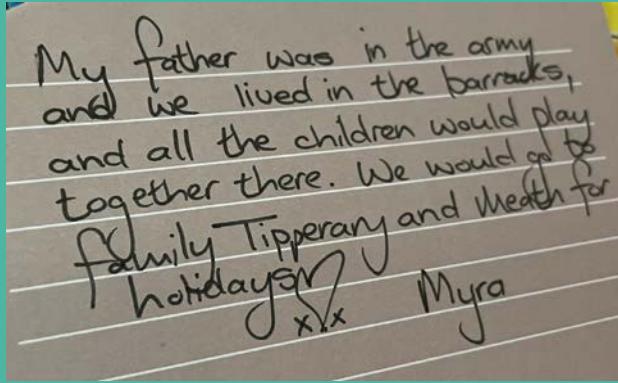 My father was in the army
and we lived in the barracks,
and all the children would play
together there. We would go to
family Tipperary and Meath for
holidays
x x
Myra